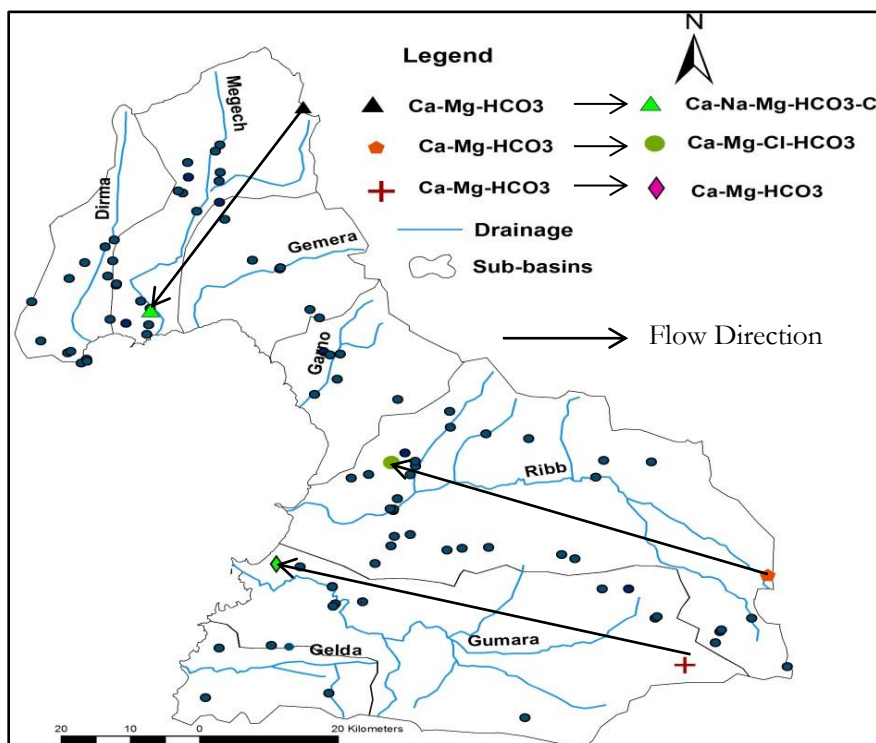 N
Legend
Ca-Mg-HCO3 Ca-Na-Mg-HCO3-C
Ca-Mg-HCO3 Ca-Mg-Cl-HCO3
Ca-Mg-HCO3 Ca-Mg-HCO3
Drainage
Sub-basins
Flow Direction
Megech
Dirma
Gemera
Garno
Ribb
Gumara
Gelda
20 10 0 20 Kilometers